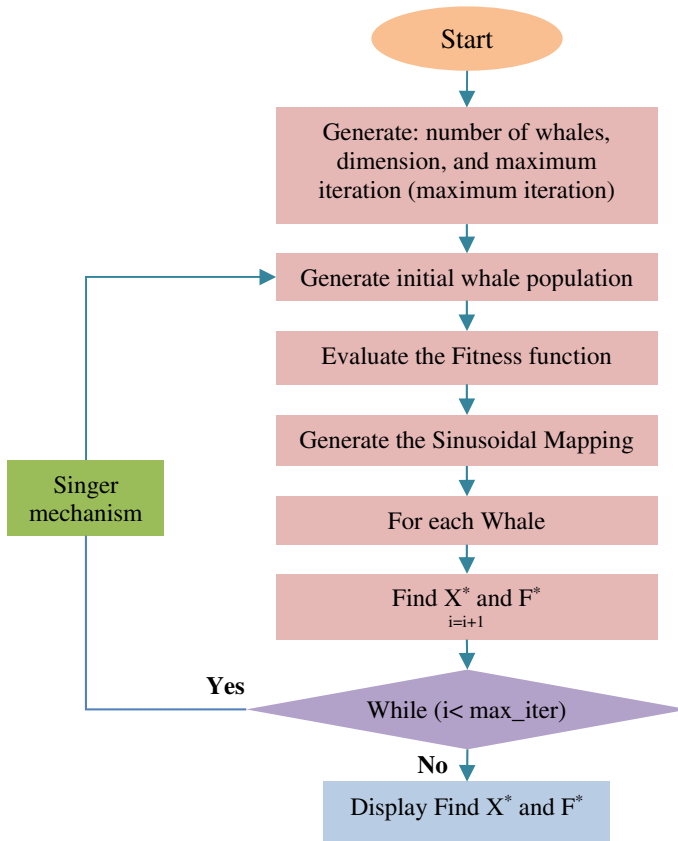 Start
Generate: number of whales,
dimension, and maximum
iteration (maximum iteration)
Generate initial whale population
Evaluate the Fitness function
Generate the Sinusoidal Mapping
Singer
mechanism
For each Whale
Find X* and F*
i=i+1
Yes
While (i< max_iter)
No
Display Find X* and F*